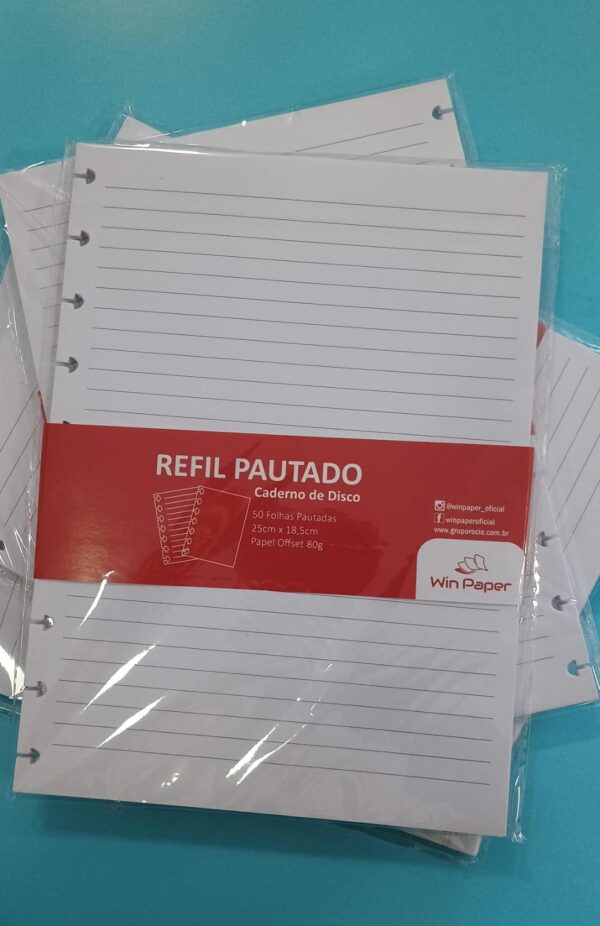 REFIL PAUTADO
Caderno de Disco
50 Folhas Pautadas
25cm x 18,5cm
Papel Offset 80g
@winpaper_oficial
winpaperoficial
www.gruporocie.com.br
Win Paper